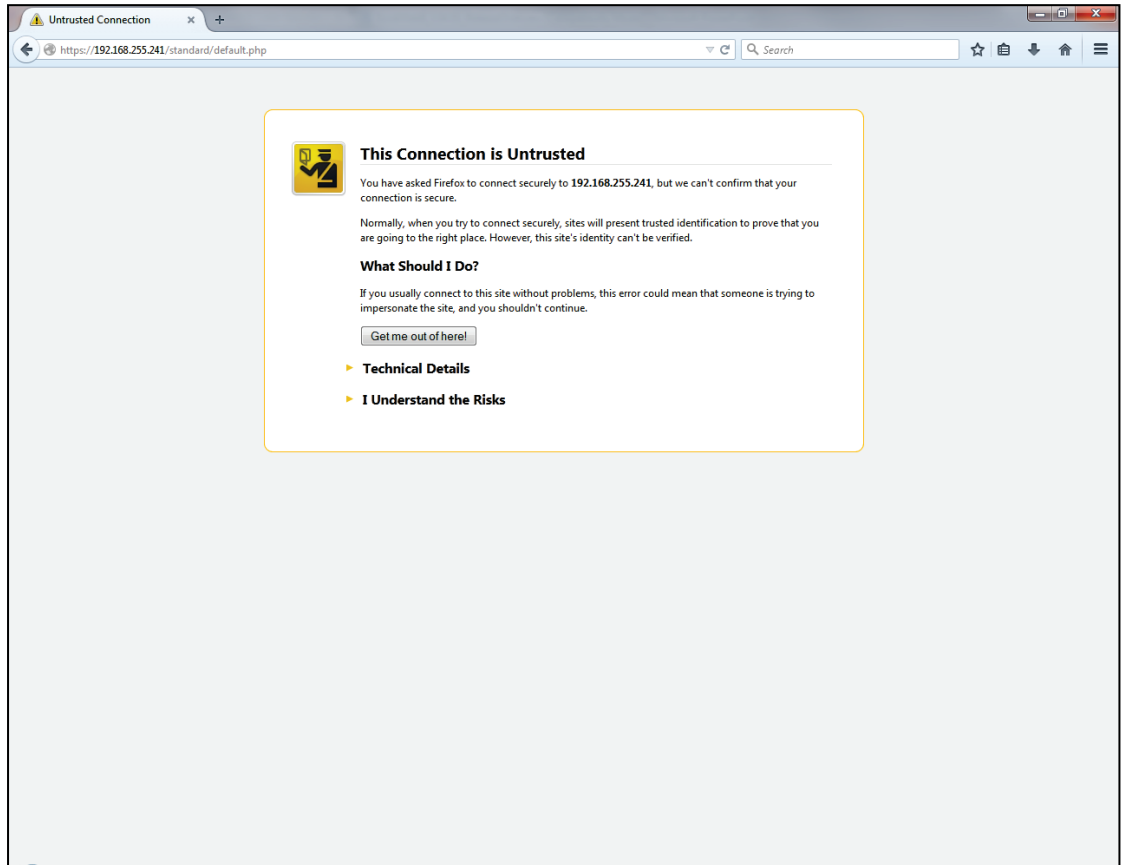 Untrusted Connection
https://192.168.255.241/standard/default.php
Search
This Connection is Untrusted
You have asked Firefox to connect securely to 192.168.255.241, but we can't confirm that your
connection is secure.
Normally, when you try to connect securely, sites will present trusted identification to prove that you
are going to the right place. However, this site's identity can't be verified.
What Should I Do?
If you usually connect to this site without problems, this error could mean that someone is trying to
impersonate the site, and you shouldn't continue.
Get me out of here!
Technical Details
I Understand the Risks